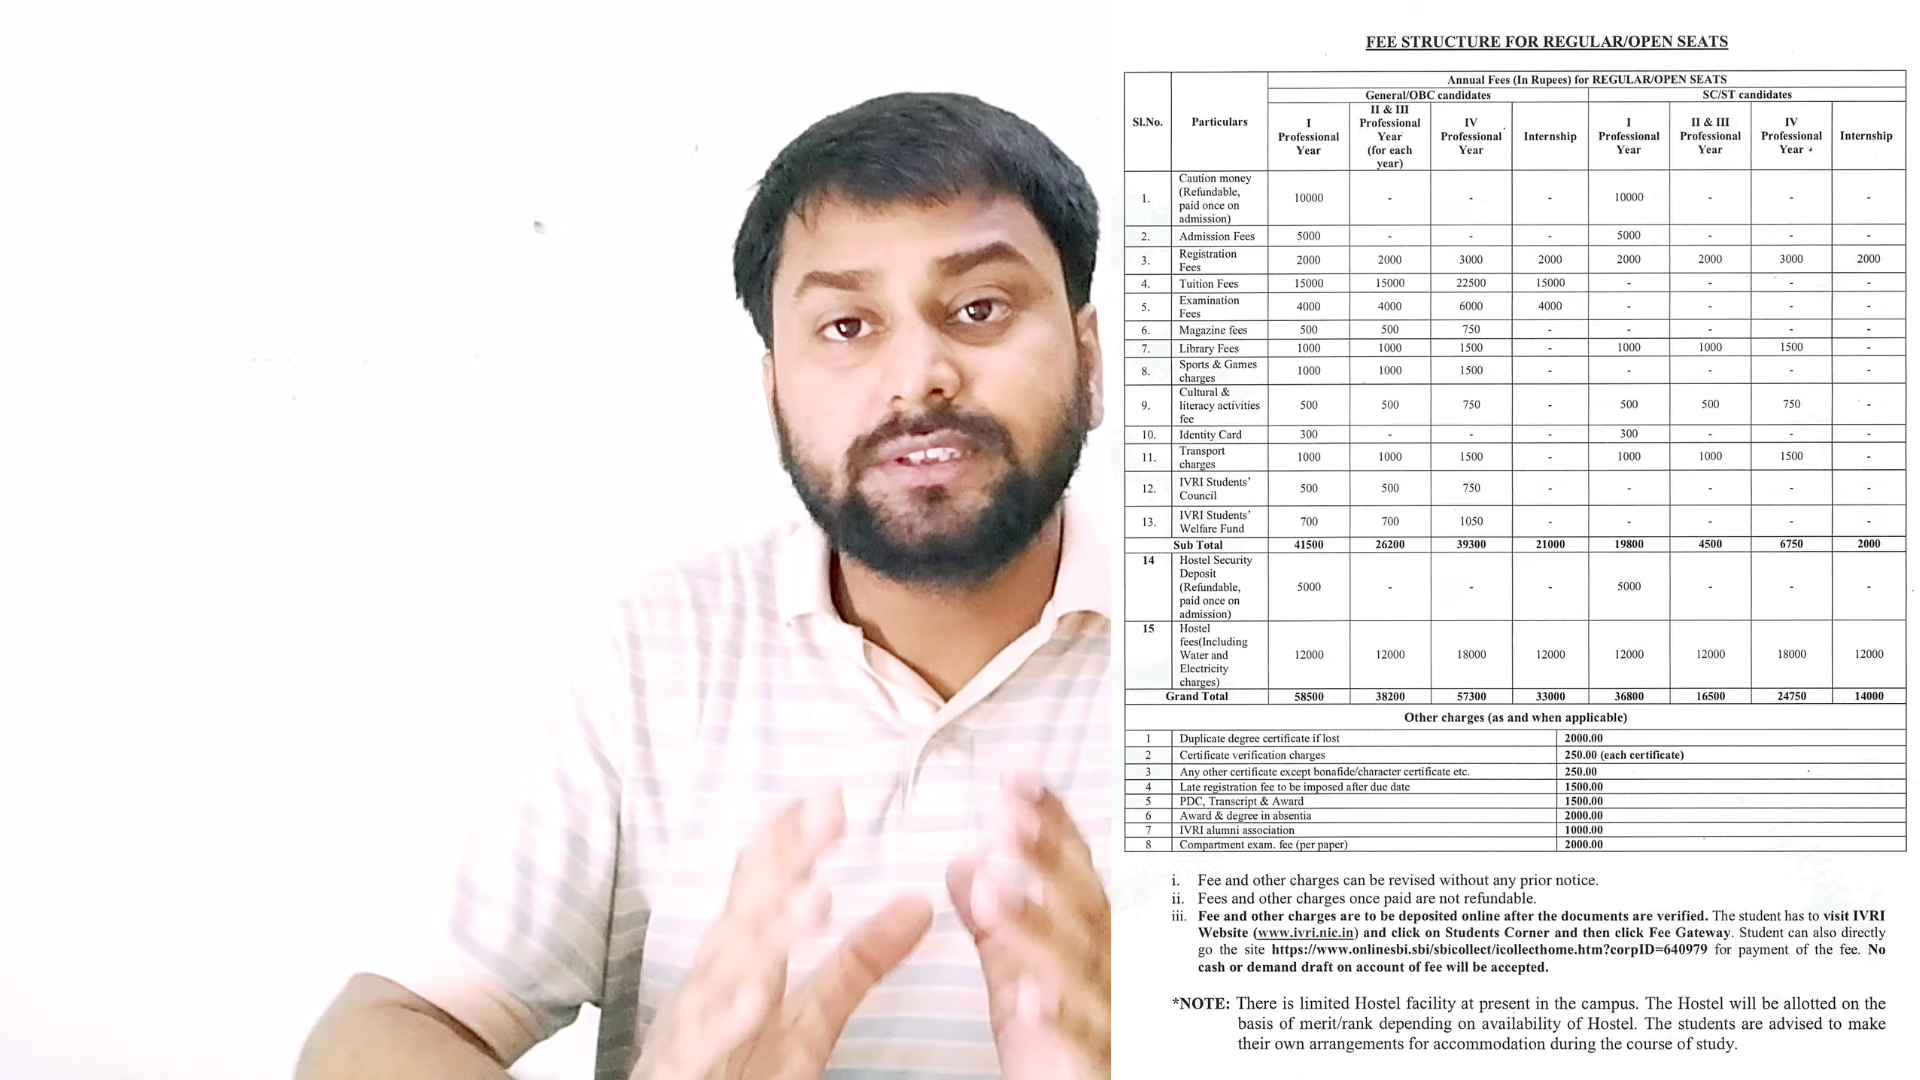 FEE STRUCTURE FOR REGULAR/OPEN SEATS
Sl.No. Particulars Annual Fees (In Rupees) for REGULAR/OPEN SEATS
General/OBC candidates SC/ST candidates
I Professional Year II & III Professional Year (for each year) IV Professional Year Internship I Professional Year II & III Professional Year IV Professional Year Internship
1. Caution money (Refundable, paid once on admission) 10000 - - - 10000 - - -
2. Admission Fees 5000 - - - 5000 - - -
3. Registration Fees 2000 2000 3000 2000 2000 2000 3000 2000
4. Tuition Fees 15000 15000 22500 15000 - - - -
5. Examination Fees 4000 4000 6000 4000 - - - -
6. Magazine fees 500 500 750 - - - - -
7. Library Fees 1000 1000 1500 - 1000 1000 1500 -
8. Sports & Games charges 1000 1000 1500 - - - - -
9. Cultural & literacy activities fee 500 500 750 - 500 500 750 -
10. Identity Card 300 - - - 300 - - -
11. Transport charges 1000 1000 1500 - 1000 1000 1500 -
12. IVRI Students' Council 500 500 750 - - - - -
13. IVRI Students' Welfare Fund 700 700 1050 - - - - -
Sub Total 41500 26200 39300 21000 19800 4500 6750 2000
14 Hostel Security Deposit (Refundable, paid once on admission) 5000 - - - 5000 - - -
15 Hostel fees(Including Water and Electricity charges) 12000 12000 18000 12000 12000 12000 18000 12000
Grand Total 58500 38200 57300 33000 36800 16500 24750 14000
Other charges (as and when applicable)
1 Duplicate degree certificate if lost 2000.00
2 Certificate verification charges 250.00 (each certificate)
3 Any other certificate except bonafide/character certificate etc. 250.00
4 Late registration fee to be imposed after due date 1500.00
5 PDC, Transcript & Award 1500.00
6 Award & degree in absentia 2000.00
7 IVRI alumni association 1000.00
8 Compartment exam. fee (per paper) 2000.00
i. Fee and other charges can be revised without any prior notice.
ii. Fees and other charges once paid are not refundable.
iii. Fee and other charges are to be deposited online after the documents are verified. The student has to visit IVRI
Website (www.ivri.nic.in) and click on Students Corner and then click Fee Gateway. Student can also directly
go the site https://www.onlinesbi.sbi/sbicollect/icollecthome.htm?corpID=640979 for payment of the fee. No
cash or demand draft on account of fee will be accepted.
*NOTE: There is limited Hostel facility at present in the campus. The Hostel will be allotted on the
basis of merit/rank depending on availability of Hostel. The students are advised to make
their own arrangements for accommodation during the course of study.